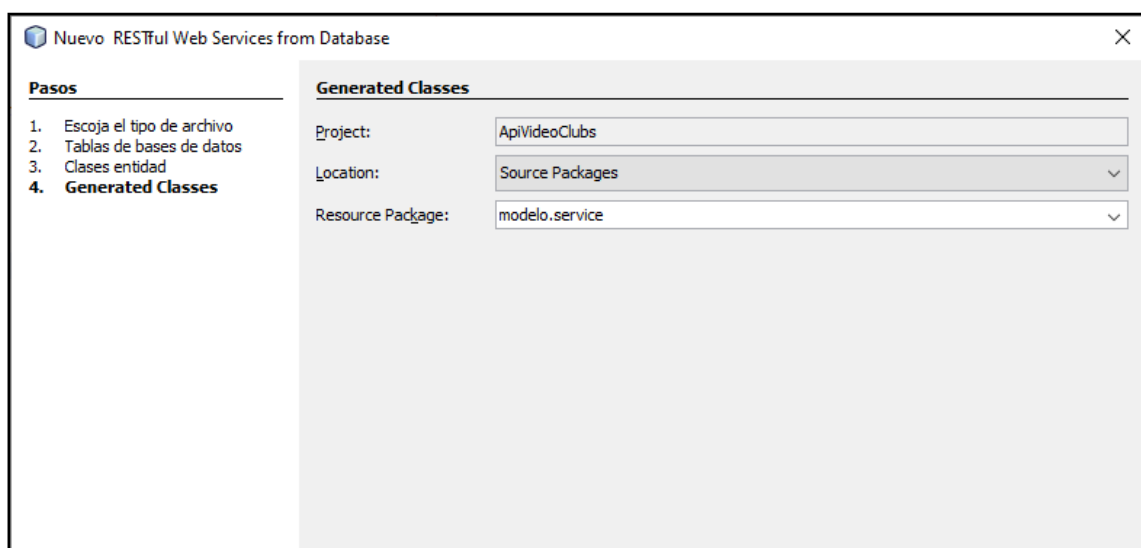 Nuevo RESTful Web Services from Database
Pasos
1. Escoja el tipo de archivo
2. Tablas de bases de datos
3. Clases entidad
4. Generated Classes
Generated Classes
Project: ApiVideoClubs
Location: Source Packages
Resource Package: modelo.service